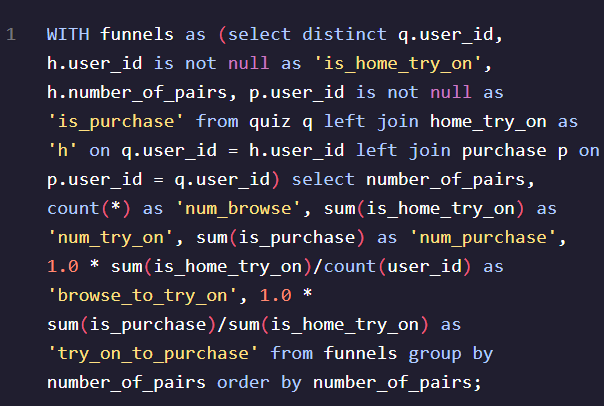 1 WITH funnels as (select distinct q.user_id,
h.user_id is not null as 'is_home_try_on',
h.number_of_pairs, p.user_id is not null as
'is_purchase' from quiz q left join home_try_on as
'h' on q.user_id = h.user_id left join purchase p on
p.user_id = q.user_id) select number_of_pairs,
count(*) as 'num_browse', sum(is_home_try_on) as
'num_try_on', sum(is_purchase) as 'num_purchase',
1.0 * sum(is_home_try_on)/count(user_id) as
'browse_to_try_on', 1.0 *
sum(is_purchase)/sum(is_home_try_on) as
'try_on_to_purchase' from funnels group by
number_of_pairs order by number_of_pairs;